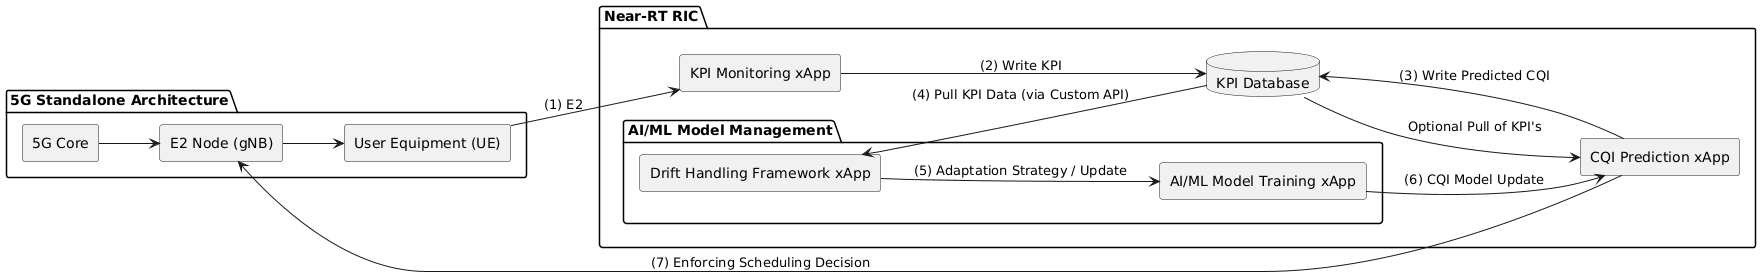 Near-RT RIC
KPI Monitoring xApp
(2) Write KPI
KPI Database
(3) Write Predicted CQI
5G Standalone Architecture
(1) E2
(4) Pull KPI Data (via Custom API)
5G Core
E2 Node (gNB)
User Equipment (UE)
AI/ML Model Management
Optional Pull of KPI's
CQI Prediction xApp
Drift Handling Framework xApp
(5) Adaptation Strategy / Update
AI/ML Model Training xApp
(6) CQI Model Update
(7) Enforcing Scheduling Decision